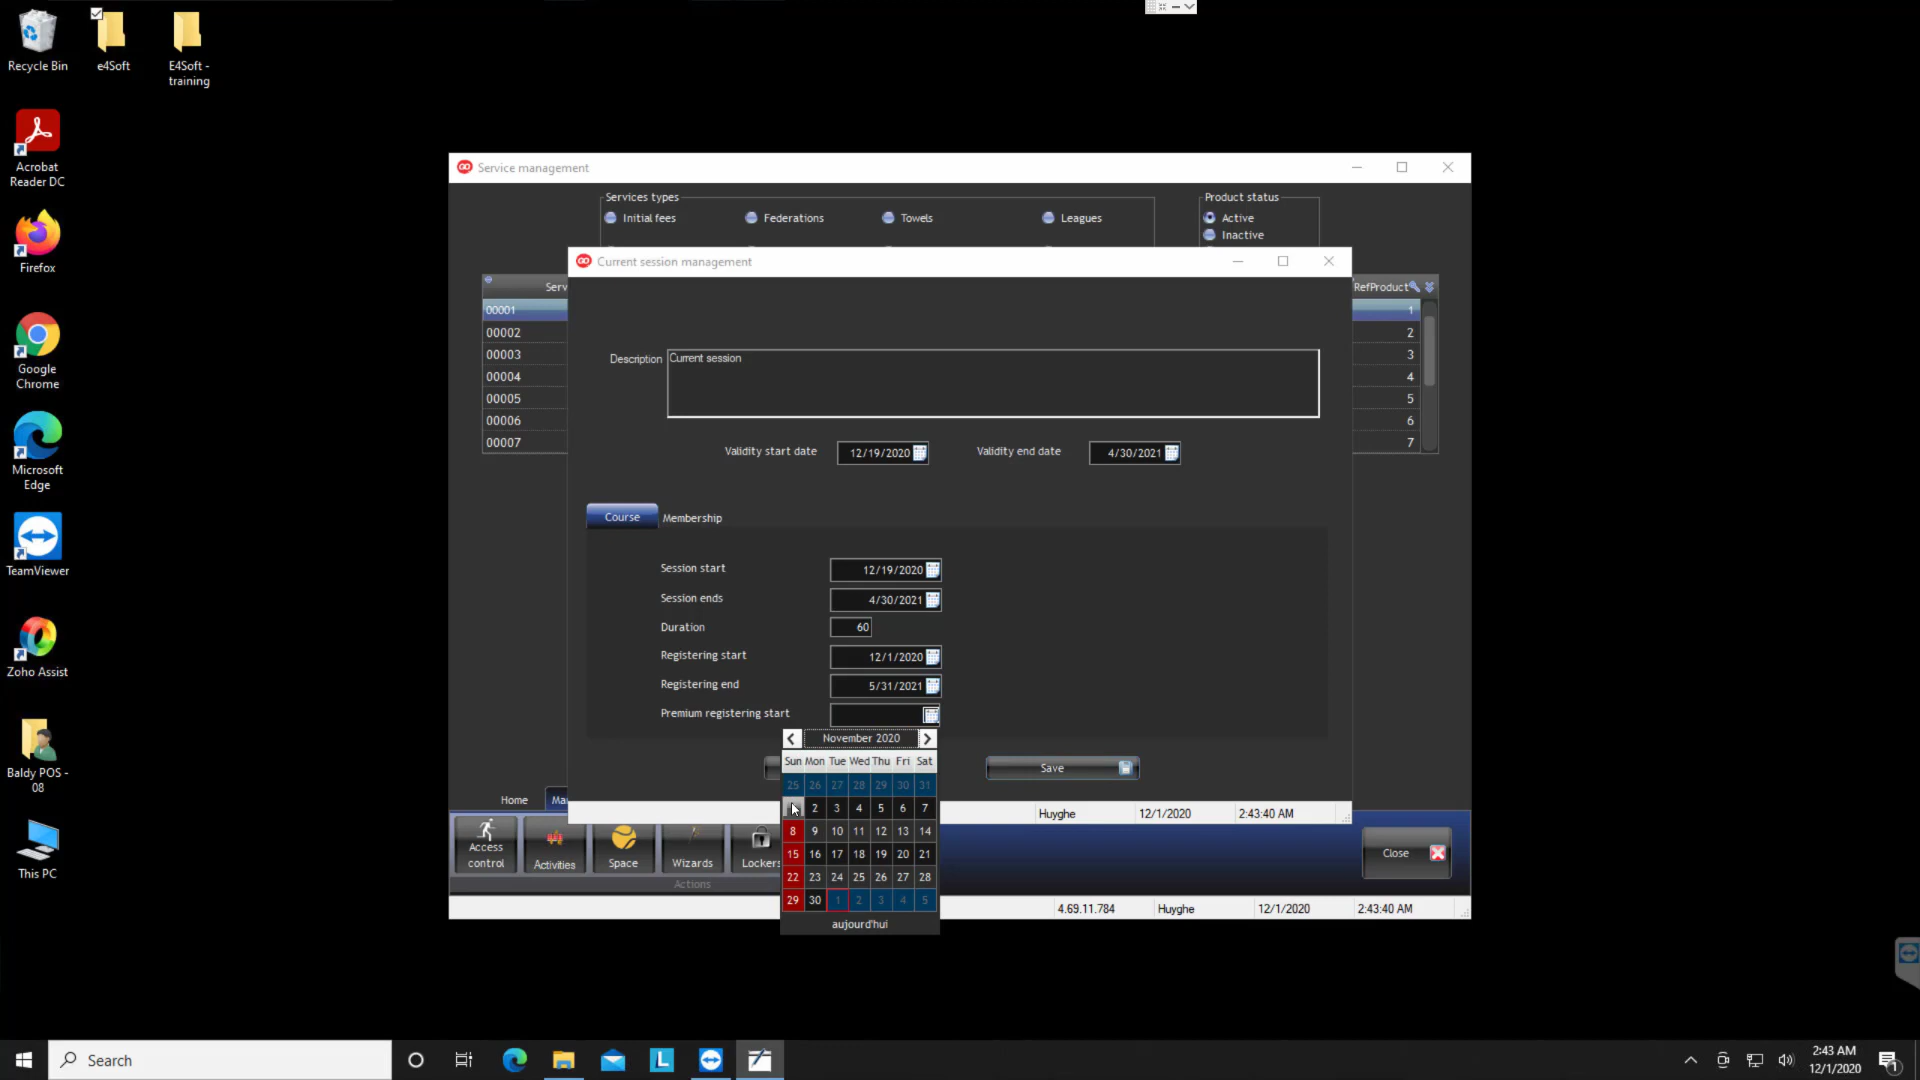 Recycle Bin
e4Soft
E4Soft -
training
Acrobat
Reader DC
Firefox
Google
Chrome
Microsoft
Edge
TeamViewer
Zoho Assist
Baldy POS -
08
This PC
Service management
Services types
Initial fees
Federations
Towels
Leagues
Product status
Active
Inactive
Serv
RefProduct
00001 1
00002 2
00003 3
00004 4
00005 5
00006 6
00007 7
Current session management
Description
Current session
Validity start date 12/19/2020
Validity end date 4/30/2021
Course
Membership
Session start 12/19/2020
Session ends 4/30/2021
Duration 60
Registering start 12/1/2020
Registering end 5/31/2021
Premium registering start
November 2020
Sun Mon Tue Wed Thu Fri Sat
25 26 27 28 29 30 31
2 3 4 5 6 7
8 9 10 11 12 13 14
15 16 17 18 19 20 21
22 23 24 25 26 27 28
29 30 1 2 3 4 5
aujourd'hui
Save
Huyghe 12/1/2020 2:43:40 AM
Home
Ma
Access
control
Activities
Space
Wizards
Lockers
Actions
Close
4.69.11.784 Huyghe 12/1/2020 2:43:40 AM
Search
L
2:43 AM
12/1/2020
1